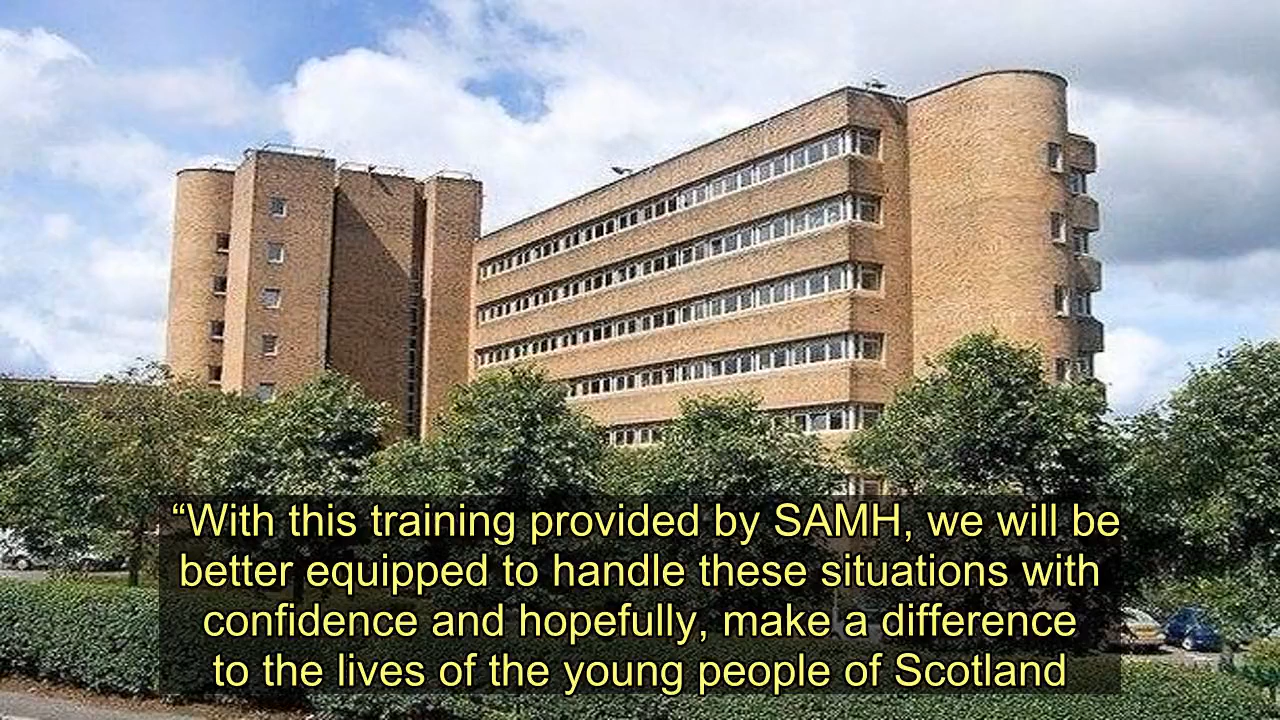 “With this training provided by SAMH, we will be
better equipped to handle these situations with
confidence and hopefully, make a difference
to the lives of the young people of Scotland